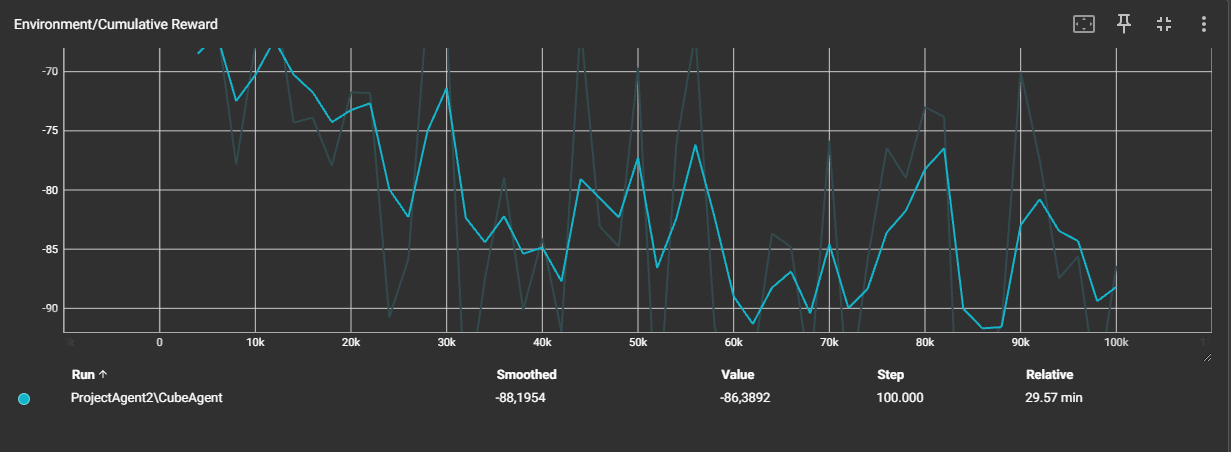 Environment/Cumulative Reward
-70
-75
-80
-85
-90
0 10k 20k 30k 40k 50k 60k 70k 80k 90k 100k
Run ↑ Smoothed Value Step Relative
ProjectAgent2\CubeAgent -88,1954 -86,3892 100.000 29.57 min